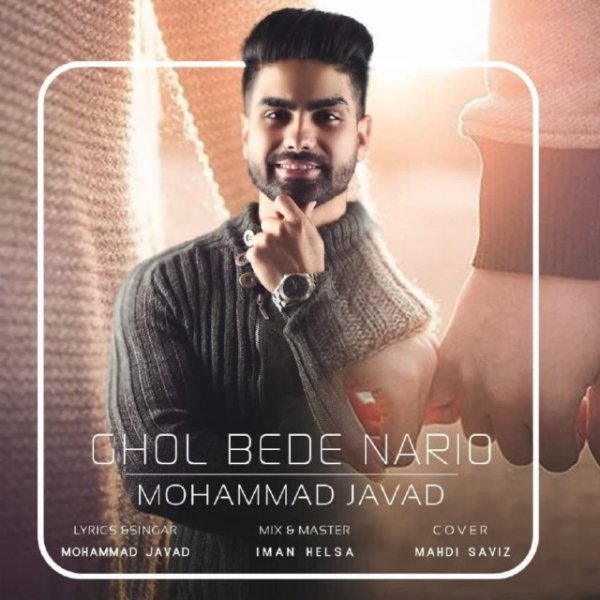 GHOL BEDE NARIO
MOHAMMAD JAVAD
LYRICS &SINGAR MIX & MASTER COVER
MOHAMMAD JAVAD IMAN HELSA MAHDI SAVIZ